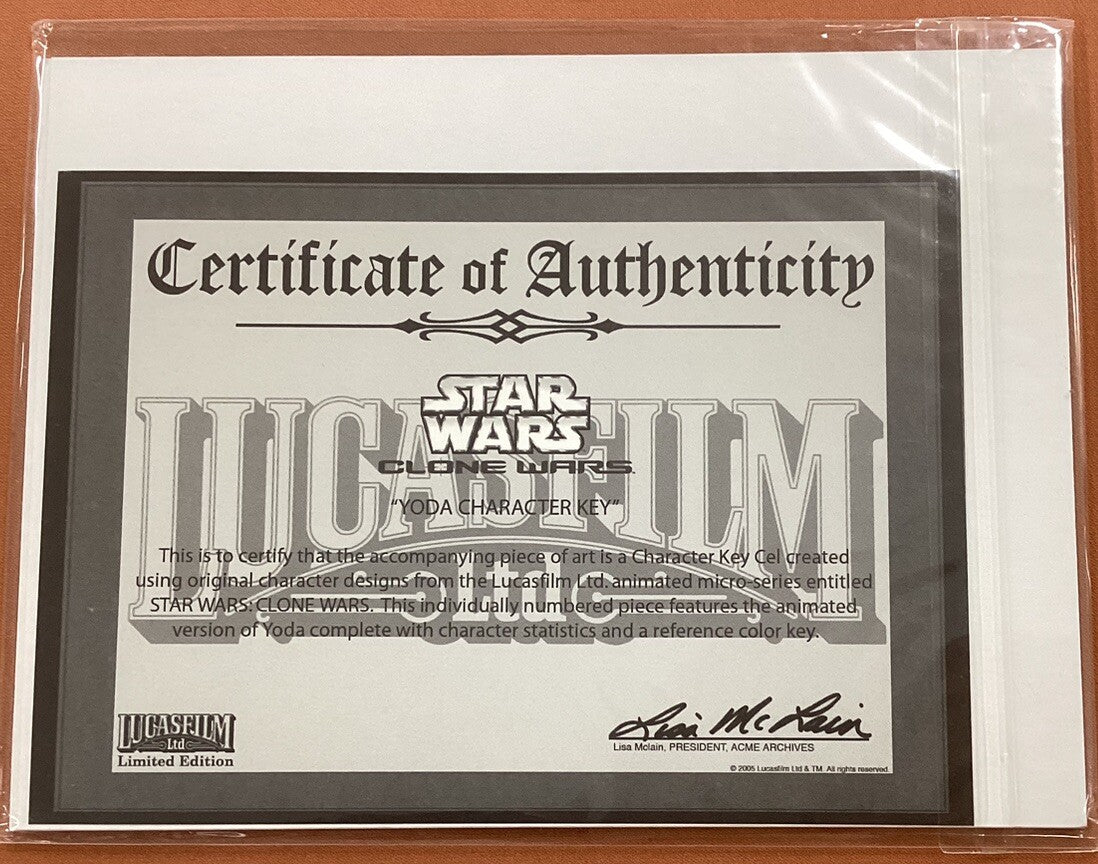 Certificate of Authenticity
STAR
WARS
CLONE WARS™
LUCASFILM
Ltd
"YODA CHARACTER KEY"
This is to certify that the accompanying piece of art is a Character Key Cel created
using original character designs from the Lucasfilm Ltd. animated micro-series entitled
STAR WARS: CLONE WARS. This individually numbered piece features the animated
version of Yoda complete with character statistics and a reference color key.
LUCASFILM
Ltd
Limited Edition
Lisa McLain
Lisa Mclain, PRESIDENT, ACME ARCHIVES
© 2005 Lucasfilm Ltd & TM. All rights reserved.